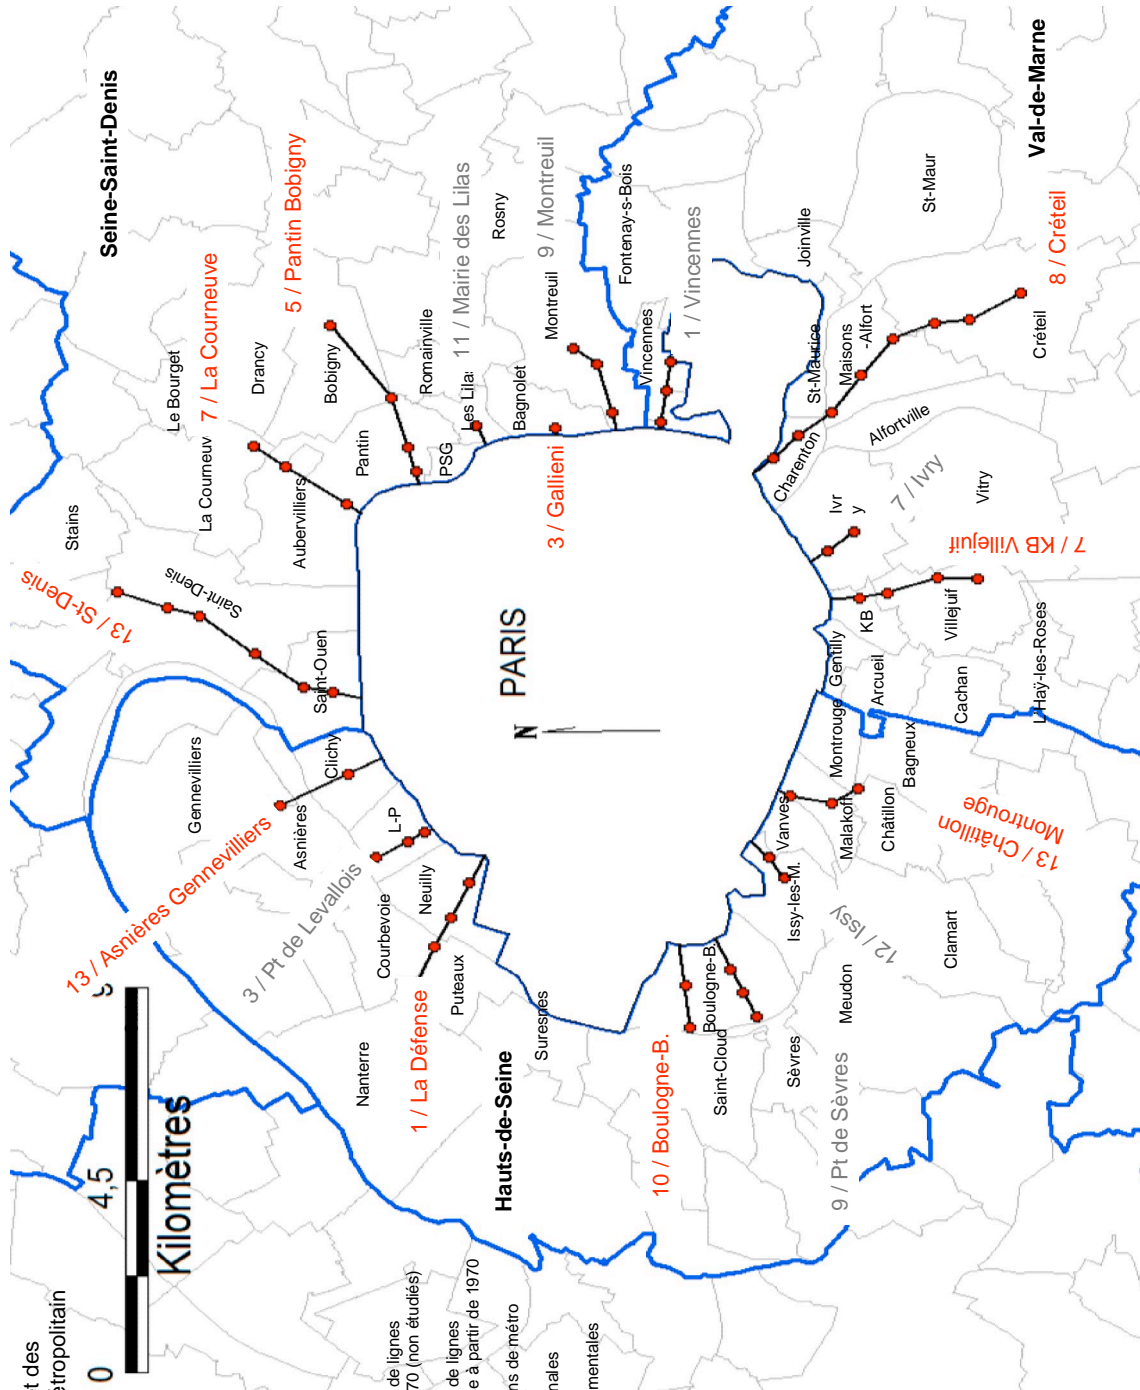 Seine-Saint-Denis
Stains
Le Bourget
7 / La Courneuve
La Courneuv
Drancy
5 / Pantin Bobigny
Bobigny
Aubervilliers
Pantin
Romainville
11 / Mairie des Lilas
Les Lila
PSG
Rosny
Bagnolet
9 / Montreuil
Montreuil
3 / Gallieni
Fontenay-s-Bois
Vincennes
1 / Vincennes
Val-de-Marne
13 / St-Denis
Saint-Denis
Saint-Ouen
Gennevilliers
Clichy
Asnières
13 / Asnières Gennevilliers
L-P
3 / Pt de Levallois
Neuilly
Courbevoie
Puteaux
1 / La Défense
Nanterre
Suresnes
Hauts-de-Seine
PARIS
N
St-Maur
Joinville
St-Maurice
Maisons
-Alfort
8 / Créteil
Créteil
Charenton
Alfortville
Ivr
y
7 / Ivry
Vitry
7 / KB Villejuif
KB
Villejuif
Gentilly
Arcueil
Cachan
L'Haÿ-les-Roses
Montrouge
Bagneux
Vanves
Malakoff
Châtillon
13 / Châtillon
Montrouge
Issy-les-M.
12 / Issy
Clamart
Meudon
Boulogne-B.
10 / Boulogne-B.
Saint-Cloud
Sèvres
9 / Pt de Sèvres
0
4,5
Kilomètres
t des
étropolitain
de lignes
70 (non étudiés)
de lignes
e à partir de 1970
ns de métro
nales
mentales